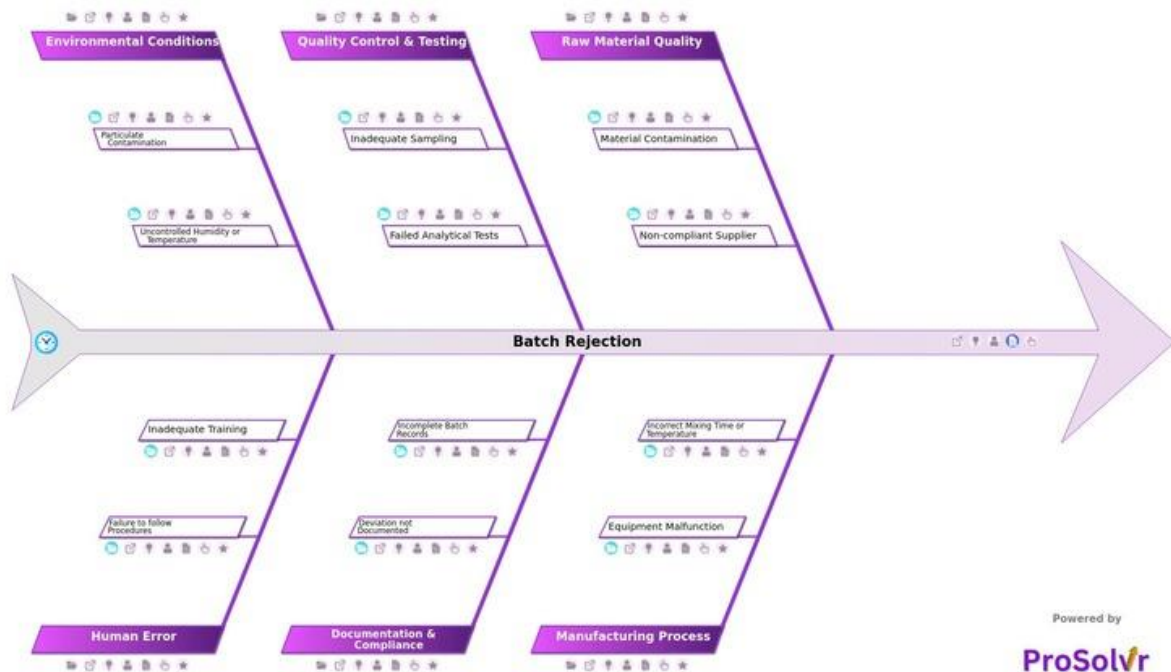 Environmental Conditions
Quality Control & Testing
Raw Material Quality
Particulate
Contamination
Inadequate Sampling
Material Contamination
Uncontrolled Humidity or
Temperature
Failed Analytical Tests
Non-compliant Supplier
Batch Rejection
Inadequate Training
Incomplete Batch
Records
Incorrect Mixing Time or
Temperature
Failure to follow
Procedures
Deviation not
Documented
Equipment Malfunction
Human Error
Documentation &
Compliance
Manufacturing Process
Powered by
ProSolvr